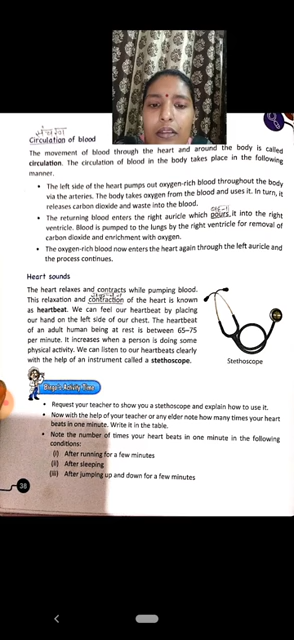 संचरण
Circulation of blood
The movement of blood through the heart and around the body is called
circulation. The circulation of blood in the body takes place in the following
manner.
• The left side of the heart pumps out oxygen-rich blood throughout the body
via the arteries. The body takes oxygen from the blood and uses it. In turn, it
releases carbon dioxide and waste into the blood.
• The returning blood enters the right auricle which pours it into the right
ventricle. Blood is pumped to the lungs by the right ventricle for removal of
carbon dioxide and enrichment with oxygen.
• The oxygen-rich blood now enters the heart again through the left auricle and
the process continues.
Heart sounds
The heart relaxes and contracts while pumping blood.
This relaxation and contraction of the heart is known
as heartbeat. We can feel our heartbeat by placing
our hand on the left side of our chest. The heartbeat
of an adult human being at rest is between 65–75
per minute. It increases when a person is doing some
physical activity. We can listen to our heartbeats clearly
with the help of an instrument called a stethoscope.
Stethoscope
Bingo's Activity Time
• Request your teacher to show you a stethoscope and explain how to use it.
• Now with the help of your teacher or any elder note how many times your heart
beats in one minute. Write it in the table.
• Note the number of times your heart beats in one minute in the following
conditions:
(i) After running for a few minutes
(ii) After sleeping
(iii) After jumping up and down for a few minutes
38